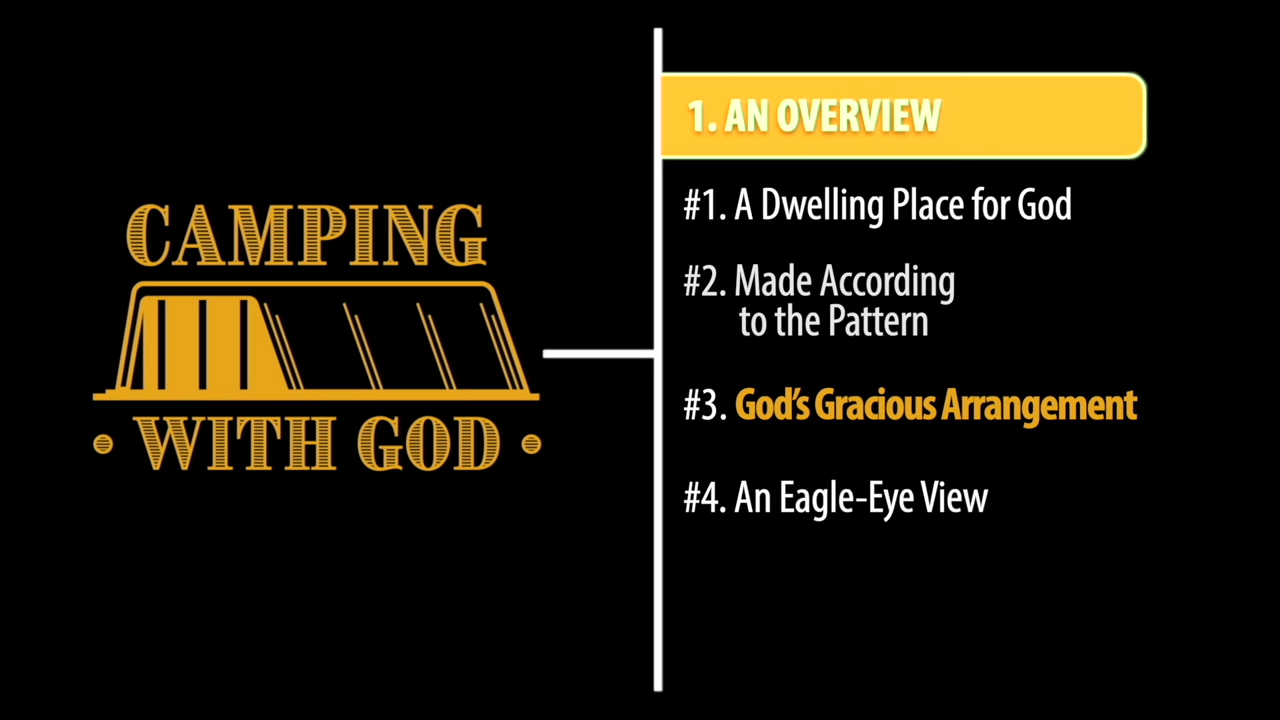 CAMPING
• WITH GOD •
1. AN OVERVIEW
#1. A Dwelling Place for God
#2. Made According
to the Pattern
#3. God's Gracious Arrangement
#4. An Eagle-Eye View